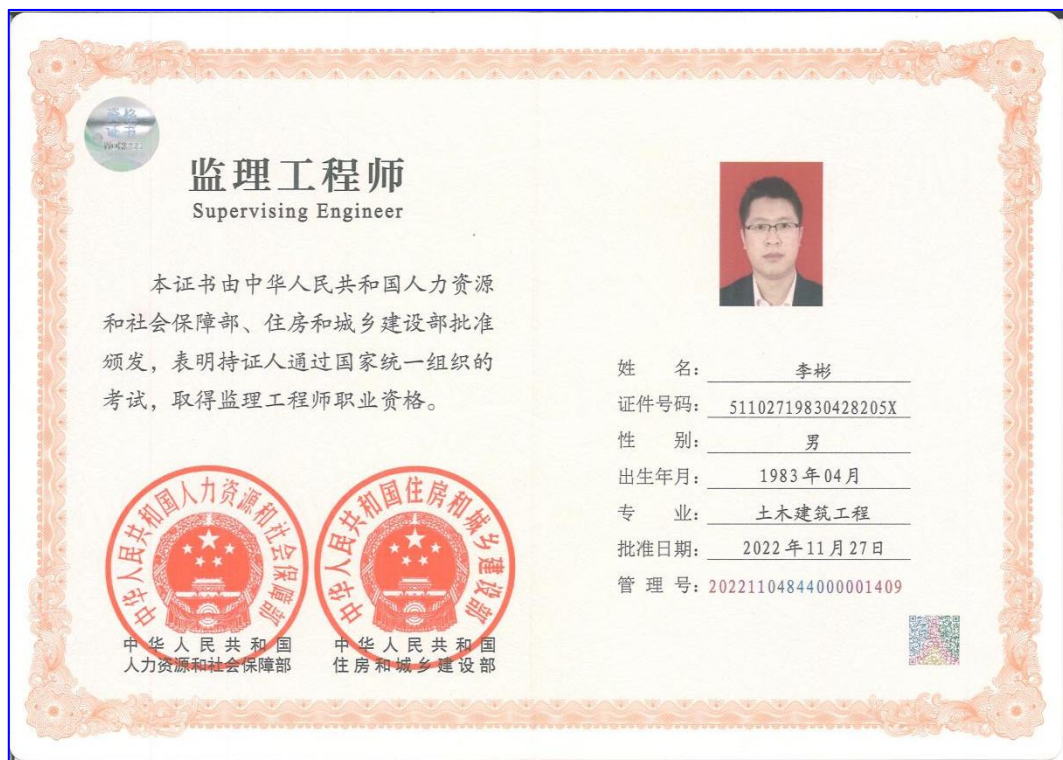 资格
证书
监理工程师
Supervising Engineer
本证书由中华人民共和国人力资源
和社会保障部、住房和城乡建设部批准
颁发，表明持证人通过国家统一组织的
考试，取得监理工程师职业资格。
中华人民共和国人力资源和社会保障部
中华人民共和国
人力资源和社会保障部
中华人民共和国住房和城乡建设部
中华人民共和国
住房和城乡建设部
姓 名： 李彬
证件号码： 51102719830428205X
性 别： 男
出生年月： 1983年04月
专 业： 土木建筑工程
批准日期： 2022年11月27日
管 理 号：20221104844000001409